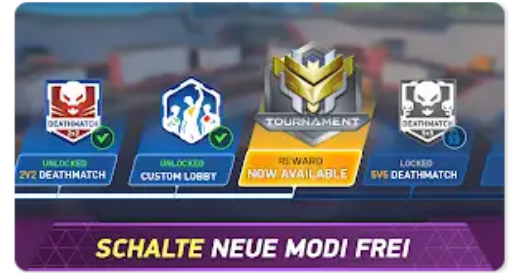 DEATHMATCH
2v2
UNLOCKED
2V2 DEATHMATCH
UNLOCKED
CUSTOM LOBBY
TOURNAMENT
REWARD
NOW AVAILABLE
DEATHMATCH
5v5
LOCKED
5V5 DEATHMATCH
SCHALTE NEUE MODI FREI